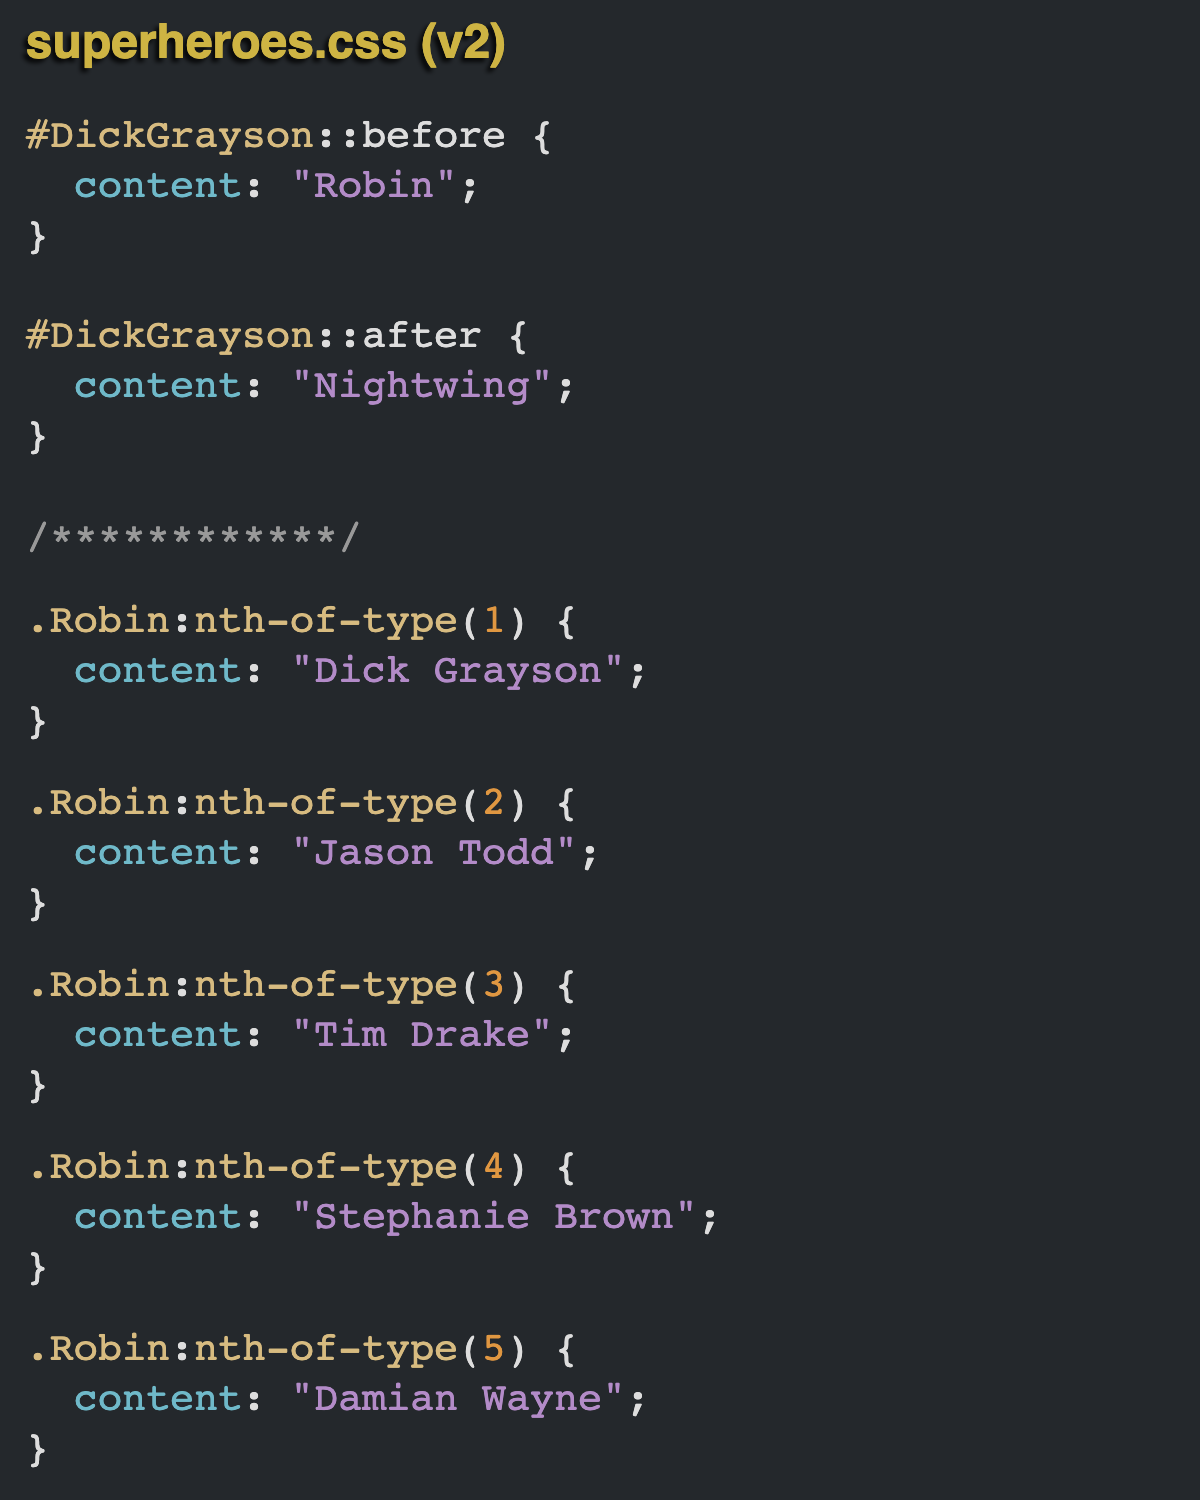 superheroes.css (v2)
#DickGrayson::before {
  content: "Robin";
}
#DickGrayson::after {
  content: "Nightwing";
}
/************/
.Robin:nth-of-type(1) {
  content: "Dick Grayson";
}
.Robin:nth-of-type(2) {
  content: "Jason Todd";
}
.Robin:nth-of-type(3) {
  content: "Tim Drake";
}
.Robin:nth-of-type(4) {
  content: "Stephanie Brown";
}
.Robin:nth-of-type(5) {
  content: "Damian Wayne";
}